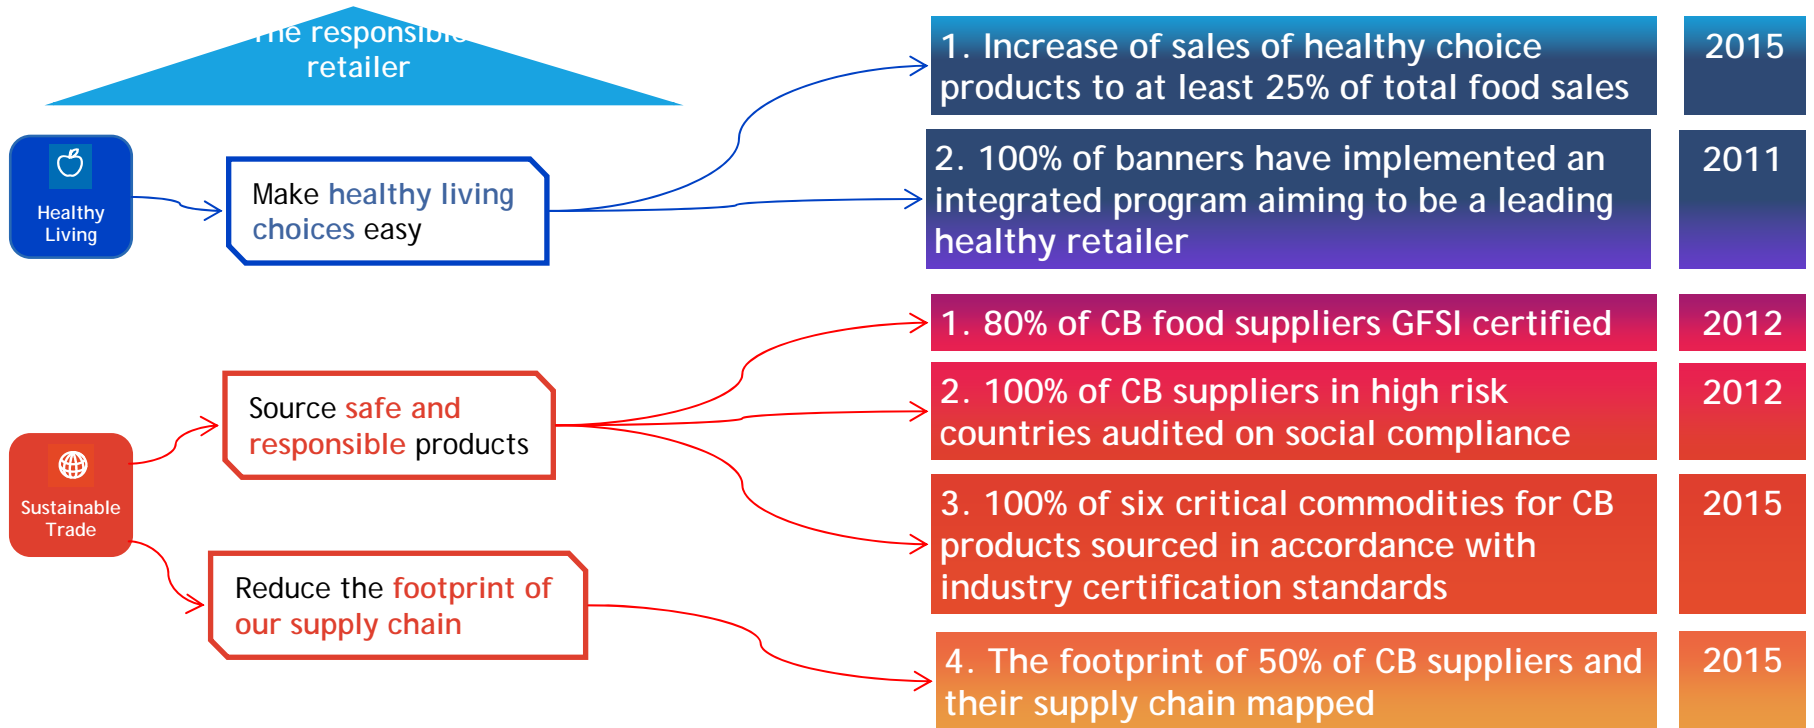 The responsible
retailer
1. Increase of sales of healthy choice
products to at least 25% of total food sales
2015
Healthy
Living
Make healthy living
choices easy
2. 100% of banners have implemented an
integrated program aiming to be a leading
healthy retailer
2011
1. 80% of CB food suppliers GFSI certified
2012
Source safe and
responsible products
2. 100% of CB suppliers in high risk
countries audited on social compliance
2012
Sustainable
Trade
3. 100% of six critical commodities for CB
products sourced in accordance with
industry certification standards
2015
Reduce the footprint of
our supply chain
4. The footprint of 50% of CB suppliers and
their supply chain mapped
2015